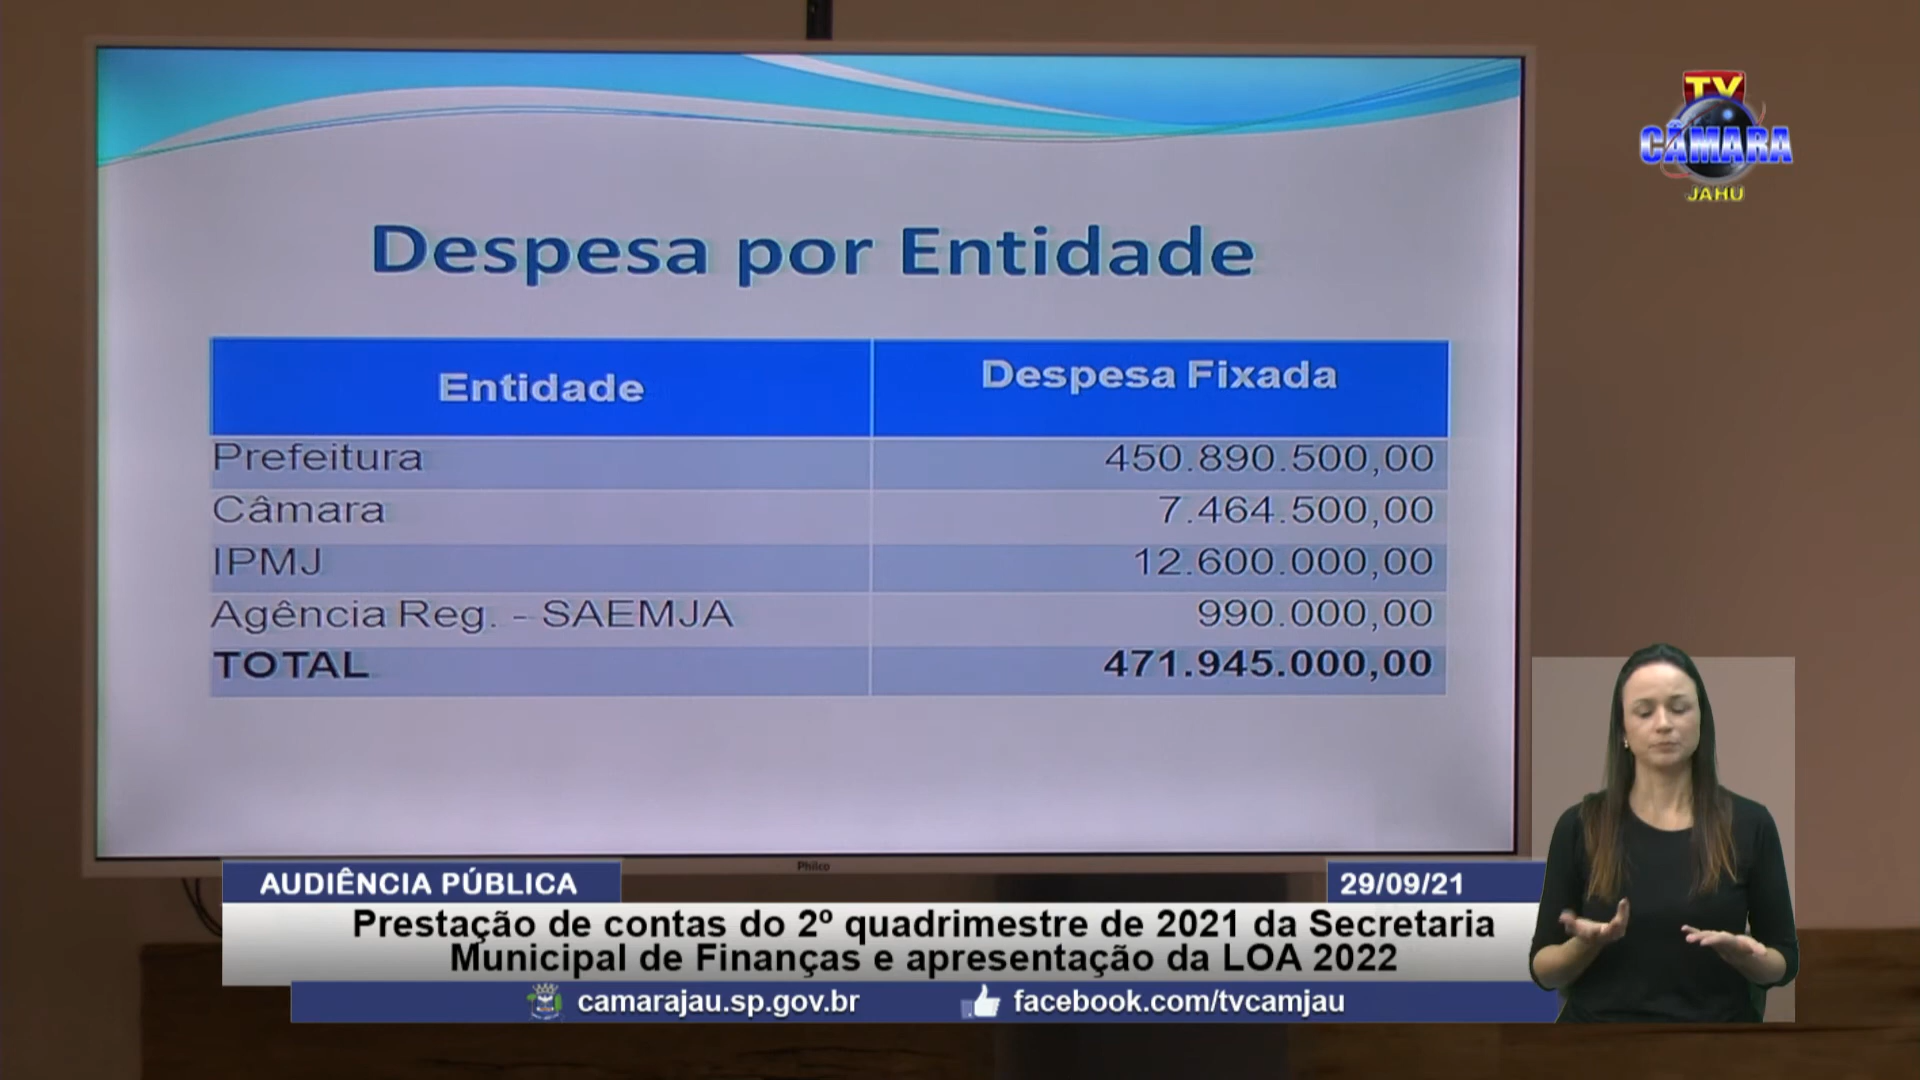 TV
CÂMARA
JAHU
Despesa por Entidade
Entidade
Despesa Fixada
Prefeitura
450.890.500,00
Câmara
7.464.500,00
IPMJ
12.600.000,00
Agência Reg. - SAEMJA
990.000,00
TOTAL
471.945.000,00
Philco
AUDIÊNCIA PÚBLICA
29/09/21
Prestação de contas do 2º quadrimestre de 2021 da Secretaria
Municipal de Finanças e apresentação da LOA 2022
camarajau.sp.gov.br
facebook.com/tvcamjau